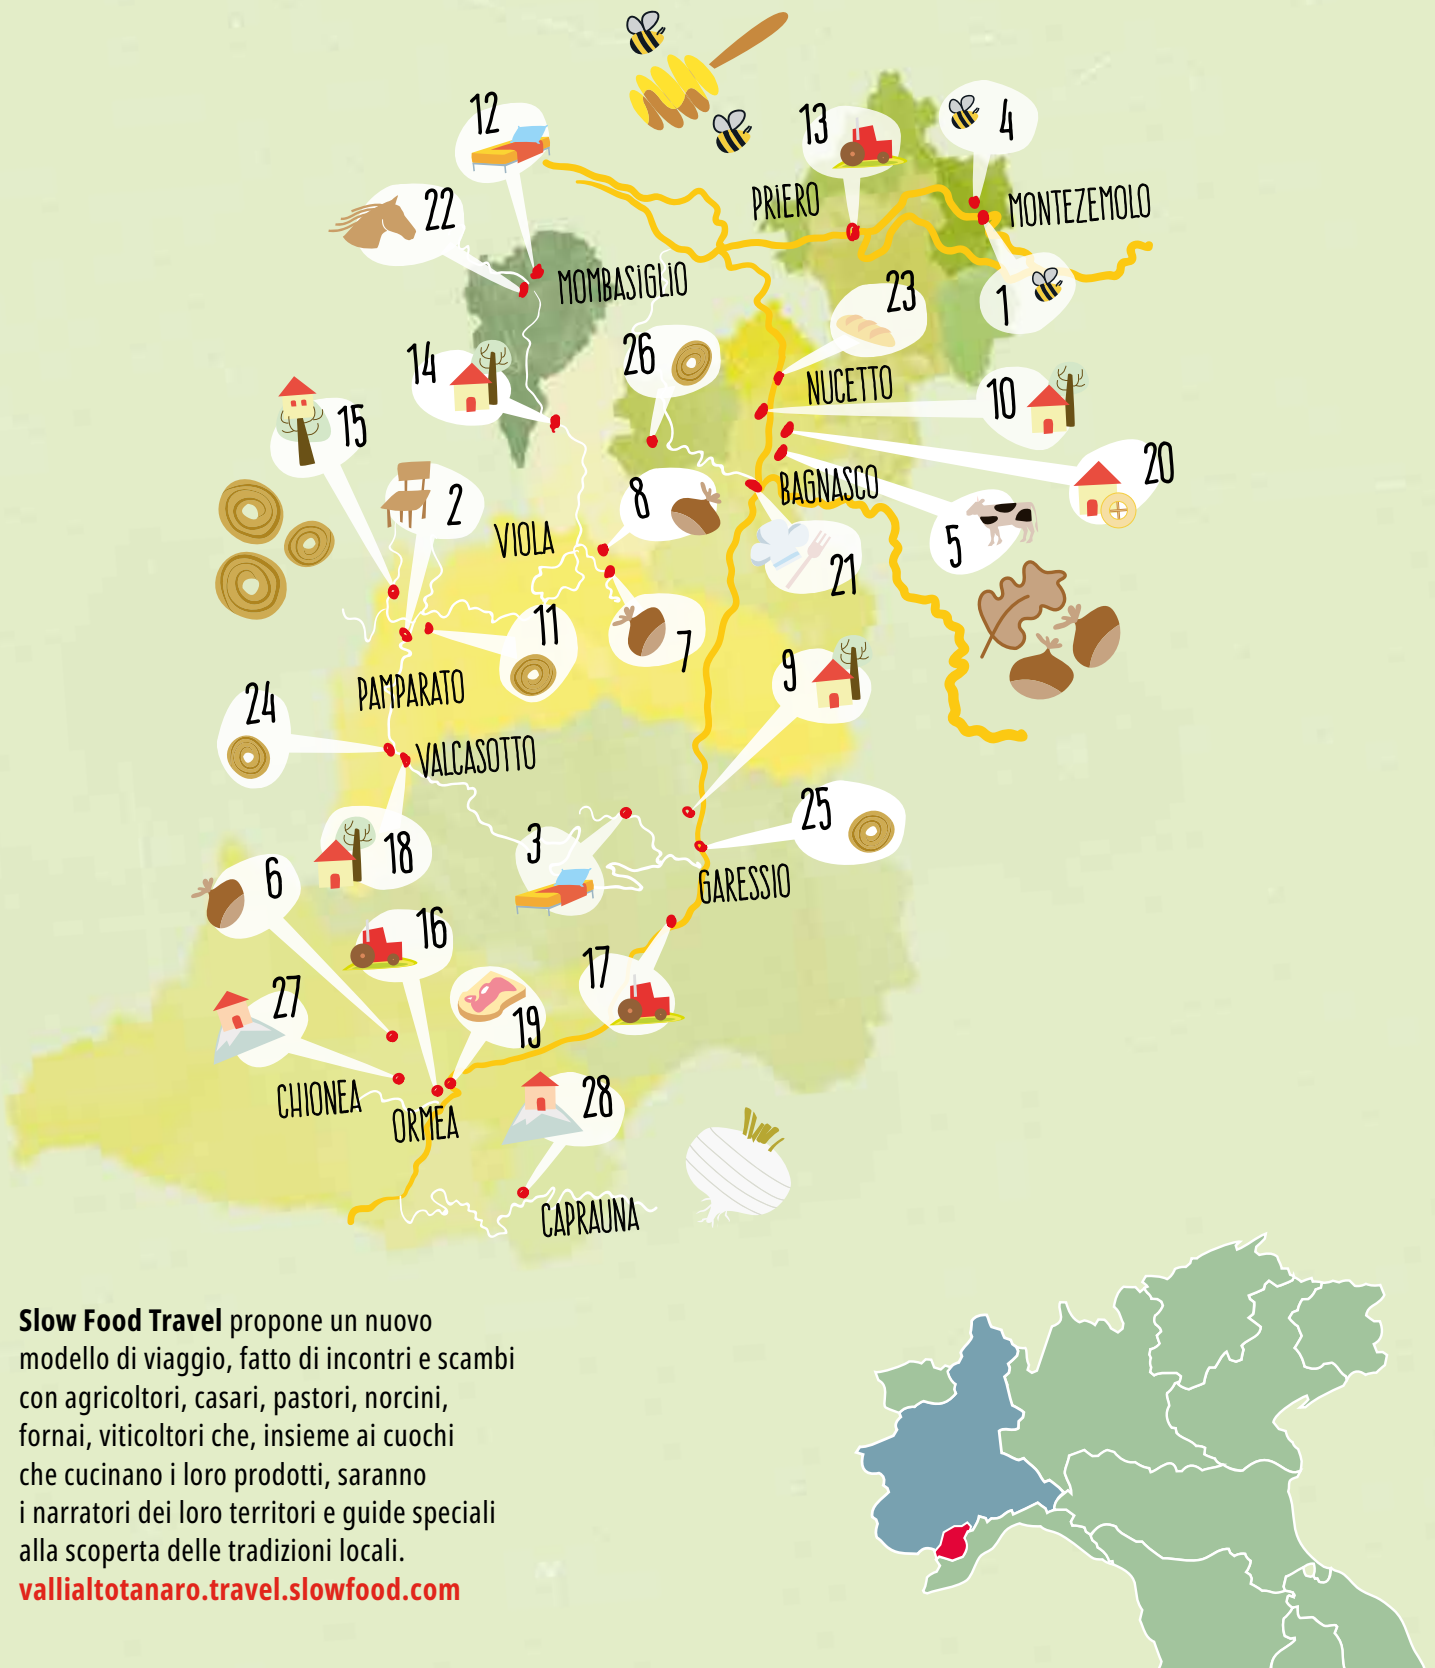 12
13
4
PRiERO
MONTEZEMOLO
22
MOMBASiGLiO
23
1
14
26
NUCETTO
10
15
20
2
8
BAGNASCO
VIOLA
5
21
11
7
9
PAMPARATO
24
VALCASOTTO
25
3
18
6
GARESSIO
16
17
27
19
CHIONEA
28
ORMEA
CAPRAUNA
Slow Food Travel propone un nuovo
modello di viaggio, fatto di incontri e scambi
con agricoltori, casari, pastori, norcini,
fornai, viticoltori che, insieme ai cuochi
che cucinano i loro prodotti, saranno
i narratori dei loro territori e guide speciali
alla scoperta delle tradizioni locali.
vallialtotanaro.travel.slowfood.com